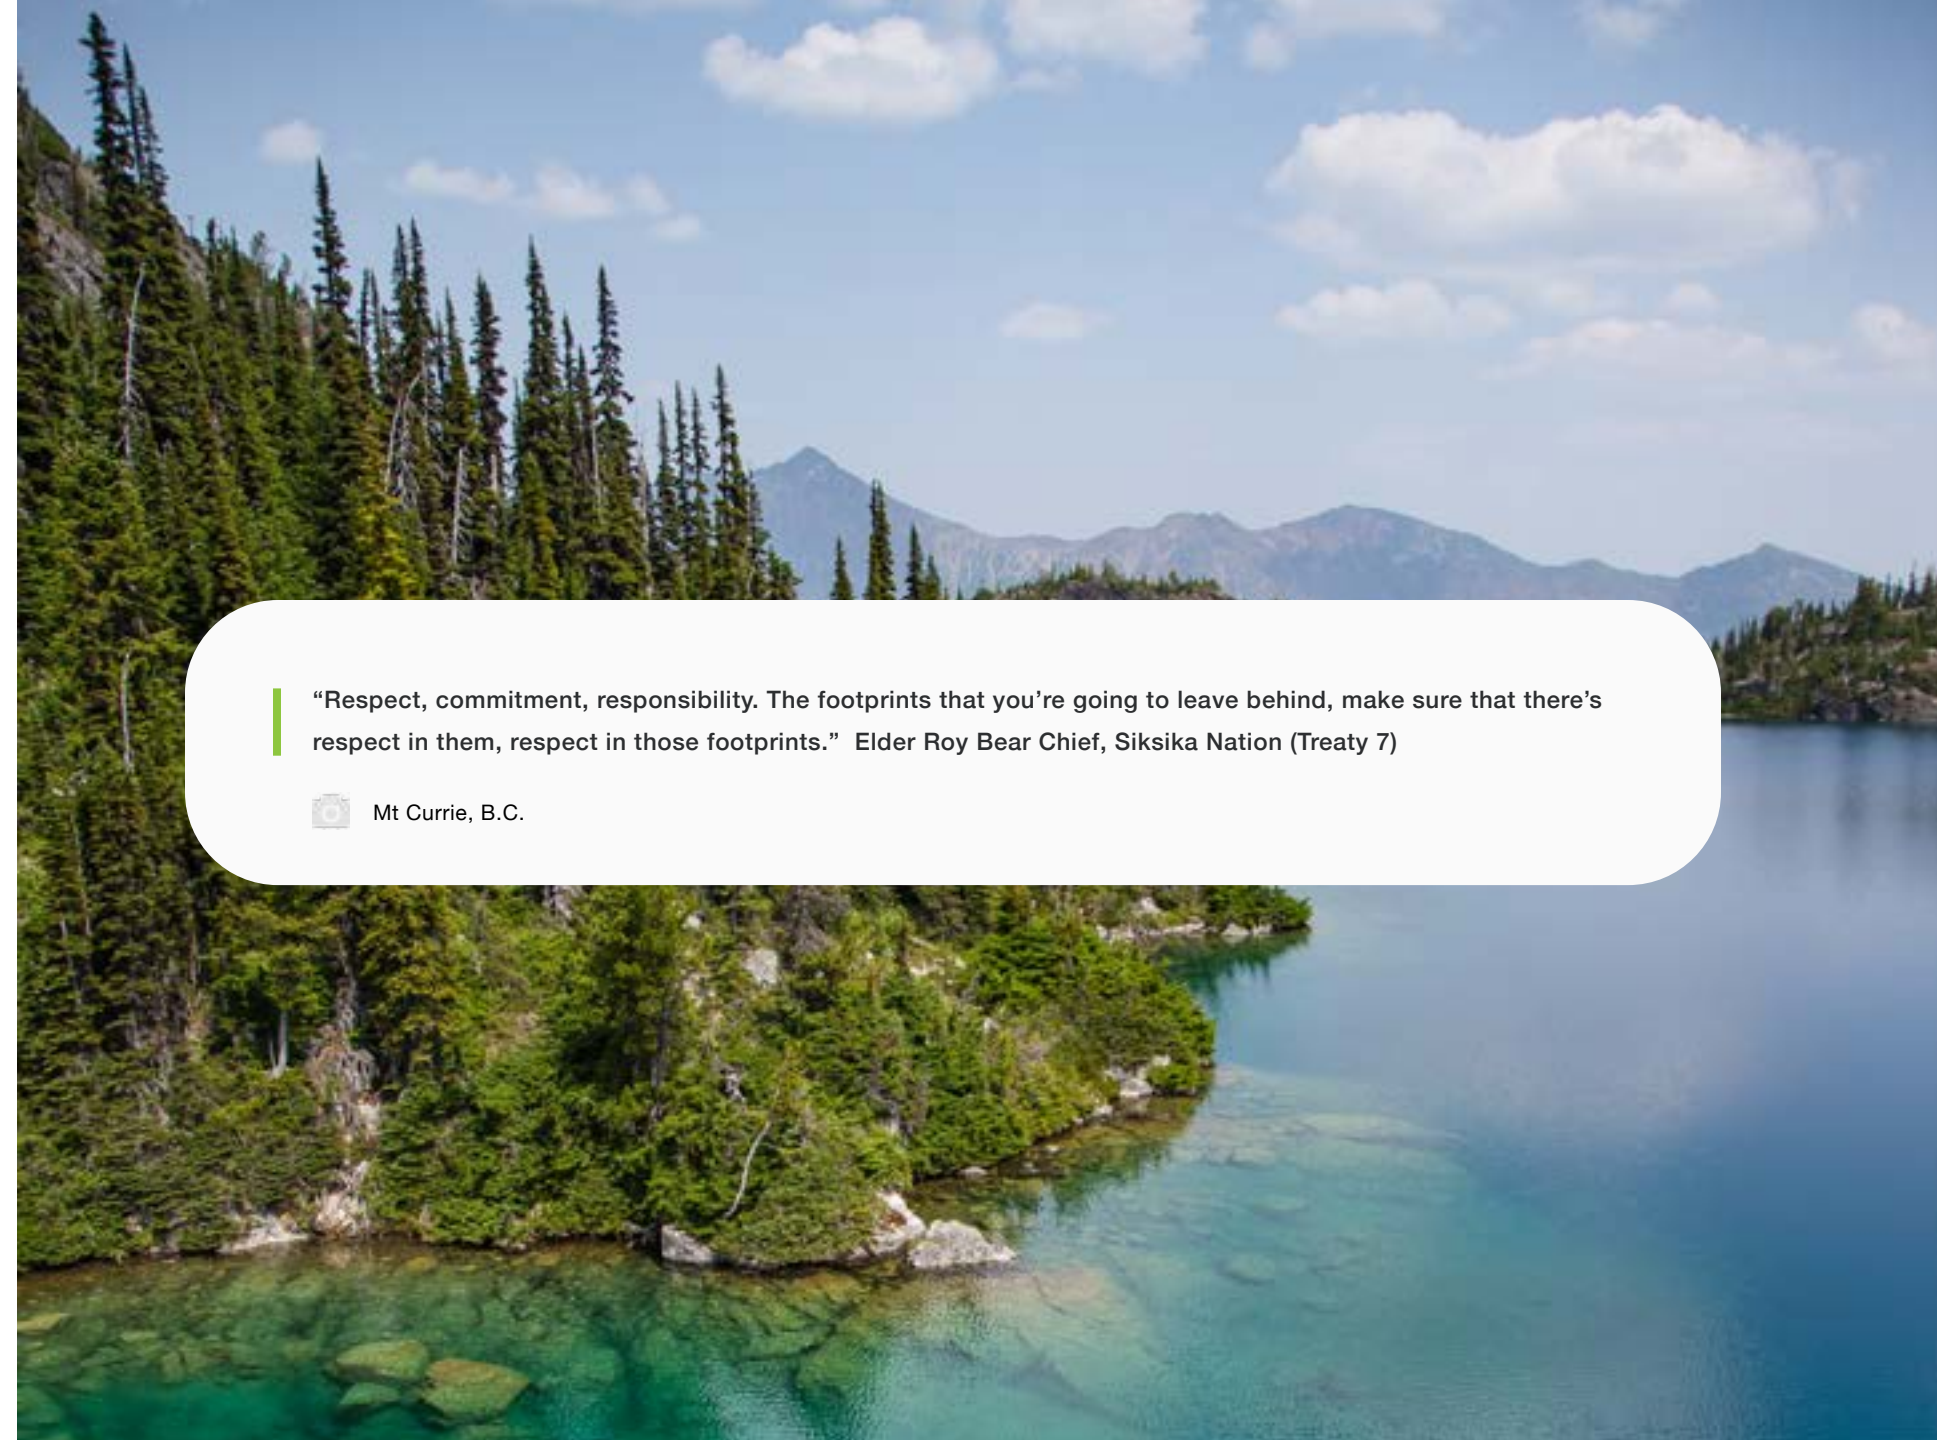 “Respect, commitment, responsibility. The footprints that you’re going to leave behind, make sure that there’s
respect in them, respect in those footprints.”  Elder Roy Bear Chief, Siksika Nation (Treaty 7)
Mt Currie, B.C.